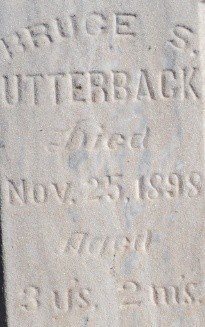 BRUCE S.
UTTERBACK
Died
Nov. 25, 1898
Aged
3 ys. 2 ms.